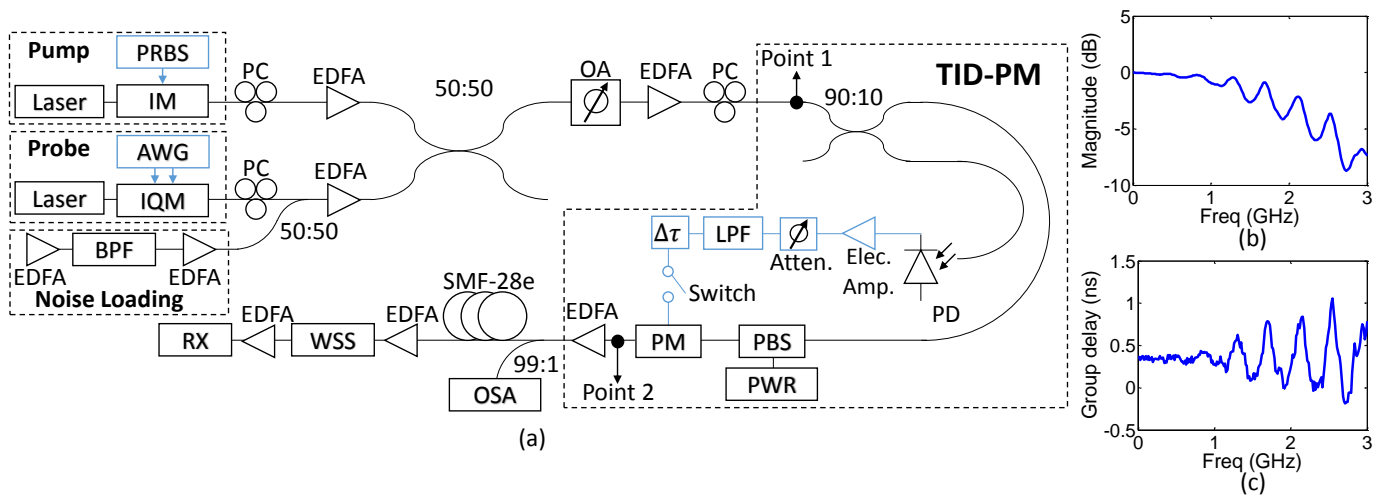 Pump
PRBS
Laser
IM
PC
EDFA
50:50
OA
EDFA
PC
Point 1
90:10
TID-PM
Probe
AWG
Laser
IQM
PC
EDFA
50:50
EDFA
BPF
EDFA
Noise Loading
Δτ
LPF
Atten.
Elec.
Amp.
Switch
PD
RX
EDFA
WSS
EDFA
SMF-28e
99:1
OSA
EDFA
Point 2
PM
PBS
PWR
(a)
5
0
-5
-10
Magnitude (dB)
0
1
2
3
Freq (GHz)
(b)
1.5
1
0.5
0
-0.5
Group delay (ns)
0
1
2
3
Freq (GHz)
(c)